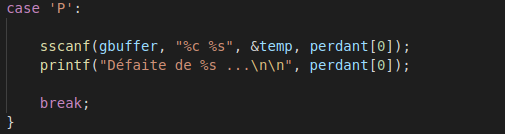 case 'P':
sscanf(gbuffer, "%c %s", &temp, perdant[0]);
printf("Défaite de %s ...\n\n", perdant[0]);
break;
}